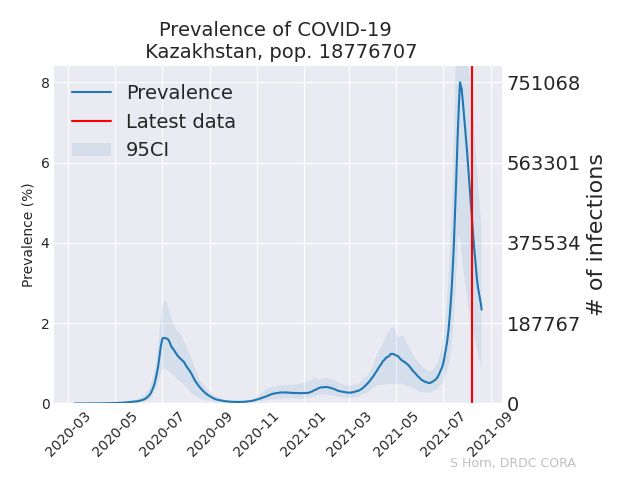 Prevalence of COVID-19
Kazakhstan, pop. 18776707
Prevalence
Latest data
95CI
Prevalence (%)
8
6
4
2
0
751068
563301
375534
187767
0
# of infections
2020-03
2020-05
2020-07
2020-09
2020-11
2021-01
2021-03
2021-05
2021-07
2021-09
S Horn, DRDC CORA